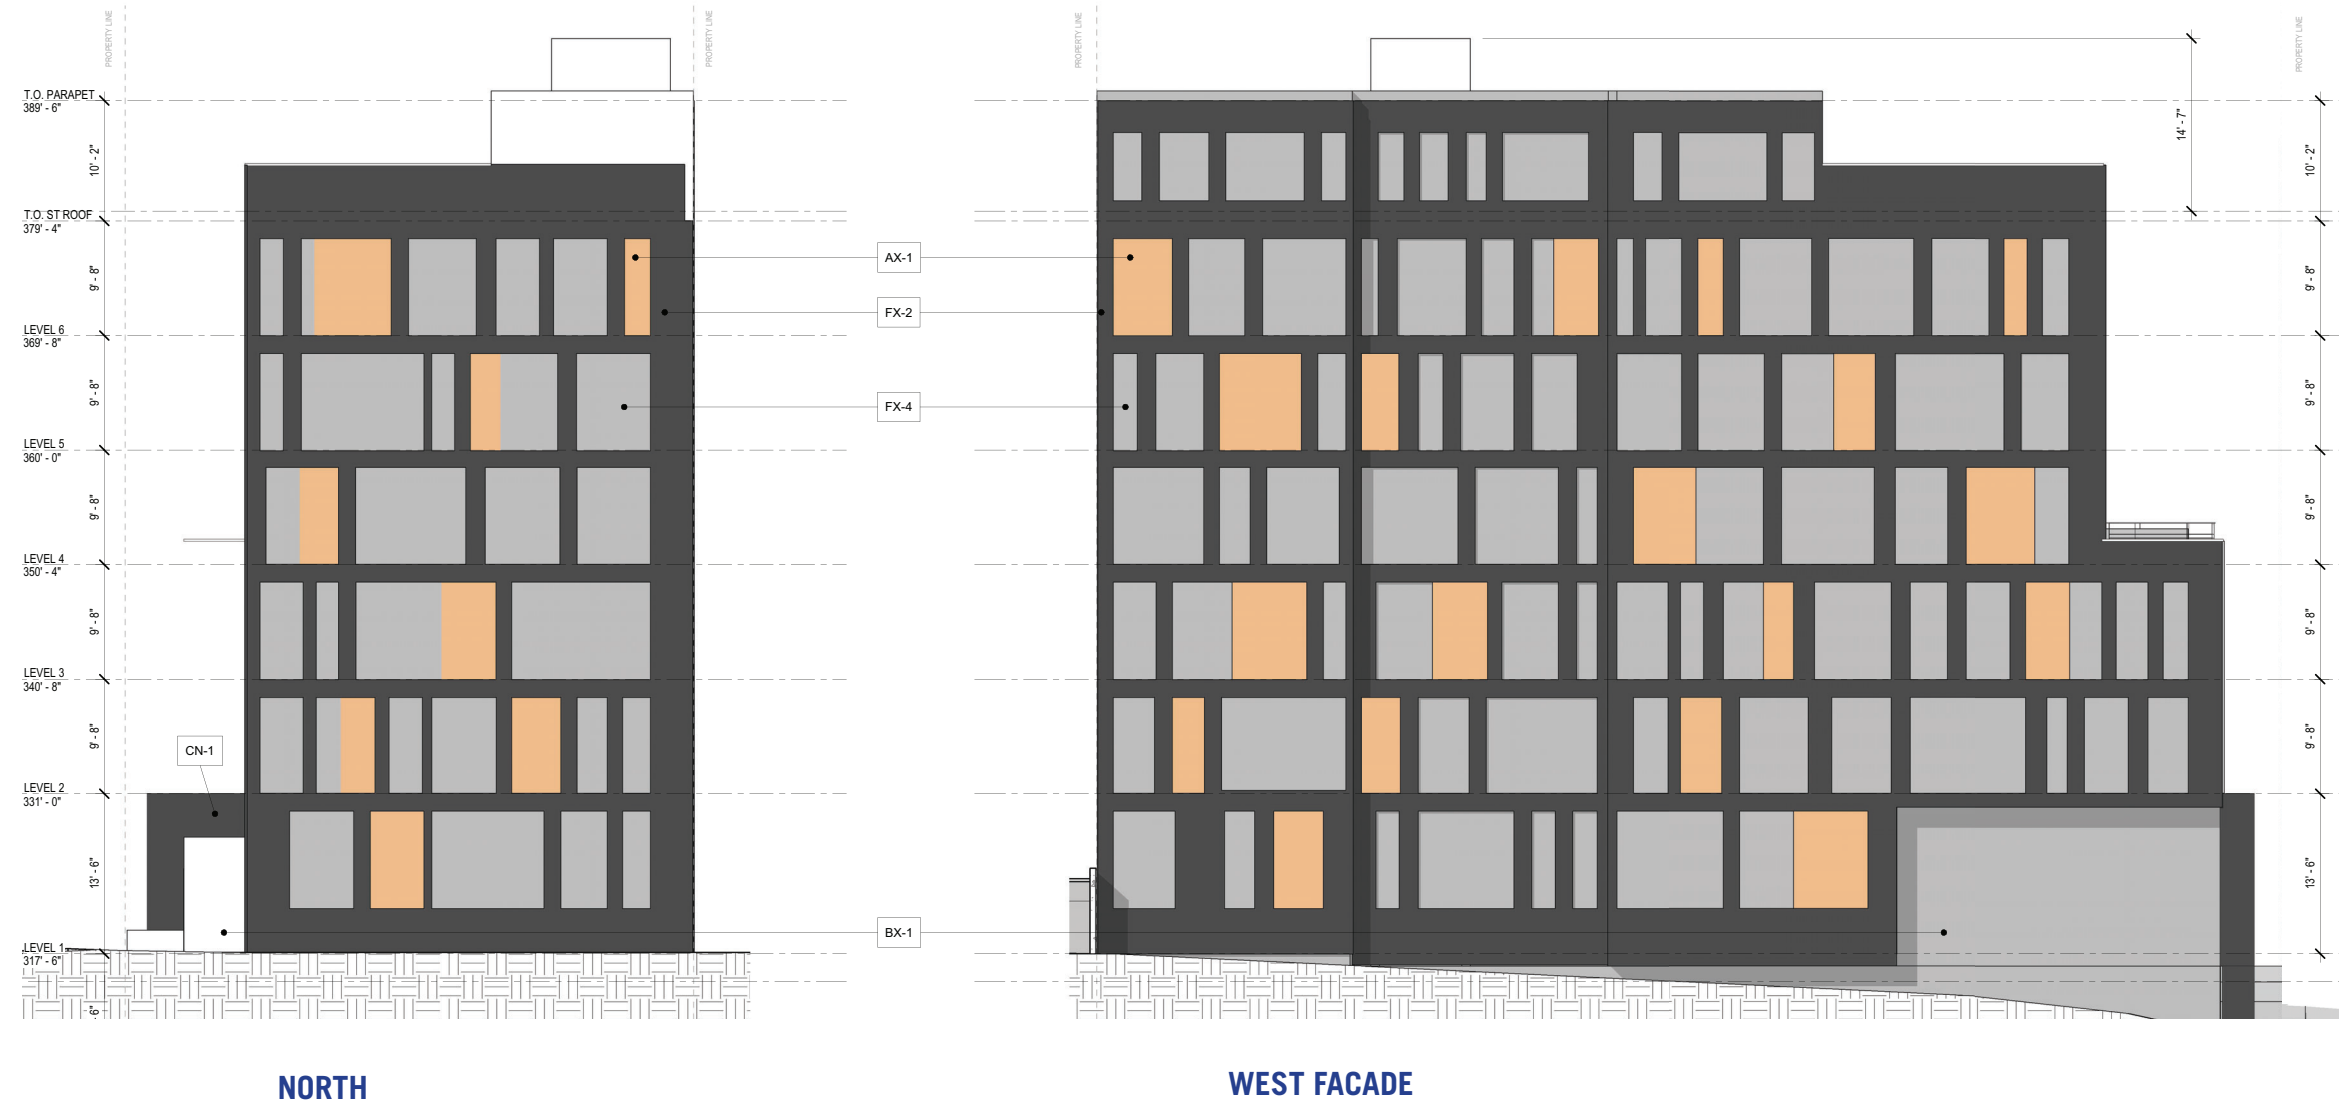 PROPERTY LINE
PROPERTY LINE
PROPERTY LINE
PROPERTY LINE
T.O. PARAPET
389' - 6"
10' - 2"
T.O. ST ROOF
379' - 4"
9' - 8"
LEVEL 6
369' - 8"
9' - 8"
LEVEL 5
360' - 0"
9' - 8"
LEVEL 4
350' - 4"
9' - 8"
LEVEL 3
340' - 8"
9' - 8"
LEVEL 2
331' - 0"
13' - 6"
LEVEL 1
317' - 6"
6"
CN-1
AX-1
FX-2
FX-4
BX-1
14' - 7"
10' - 2"
9' - 8"
9' - 8"
9' - 8"
9' - 8"
9' - 8"
13' - 6"
NORTH
WEST FACADE